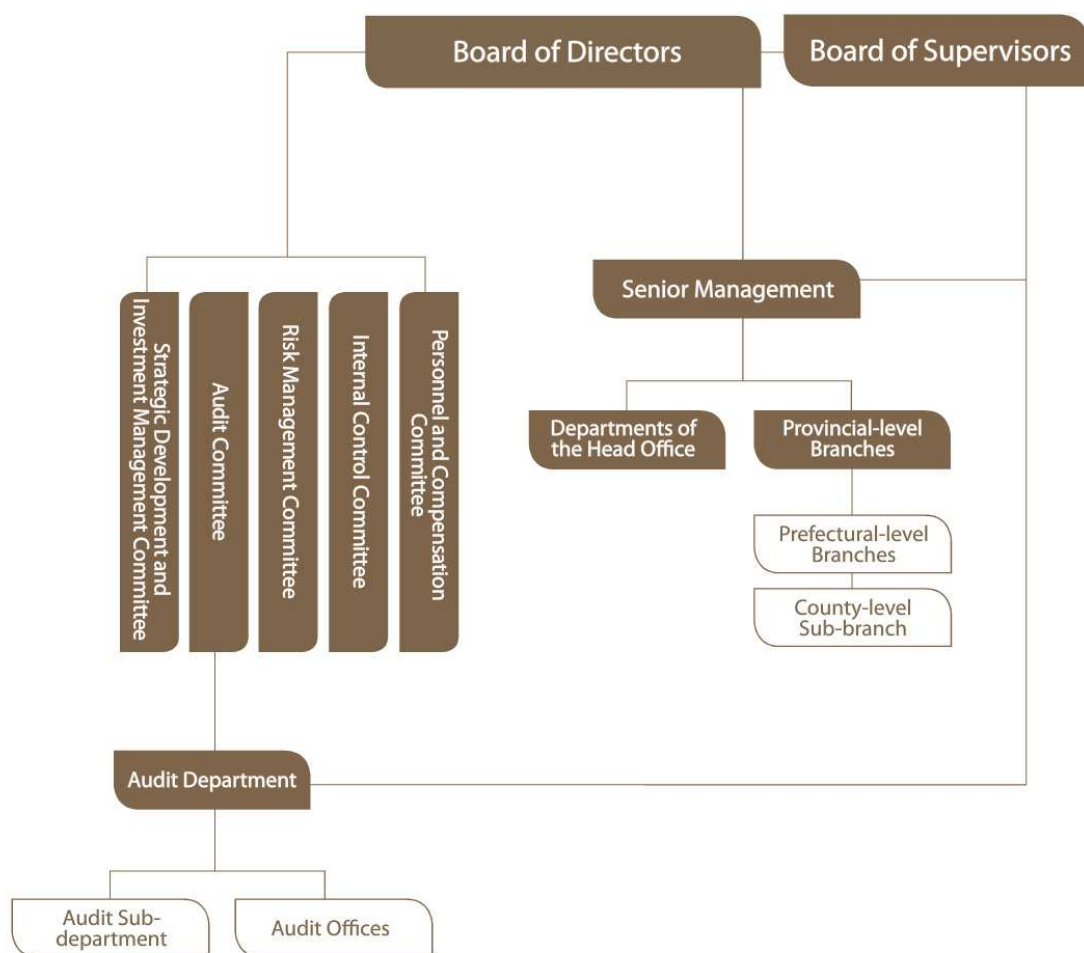 Board of Directors
Board of Supervisors
Strategic Development and
Investment Management Committee
Audit Committee
Risk Management Committee
Internal Control Committee
Personnel and Compensation
Committee
Senior Management
Departments of
the Head Office
Provincial-level
Branches
Prefectural-level
Branches
County-level
Sub-branch
Audit Department
Audit Sub-
department
Audit Offices